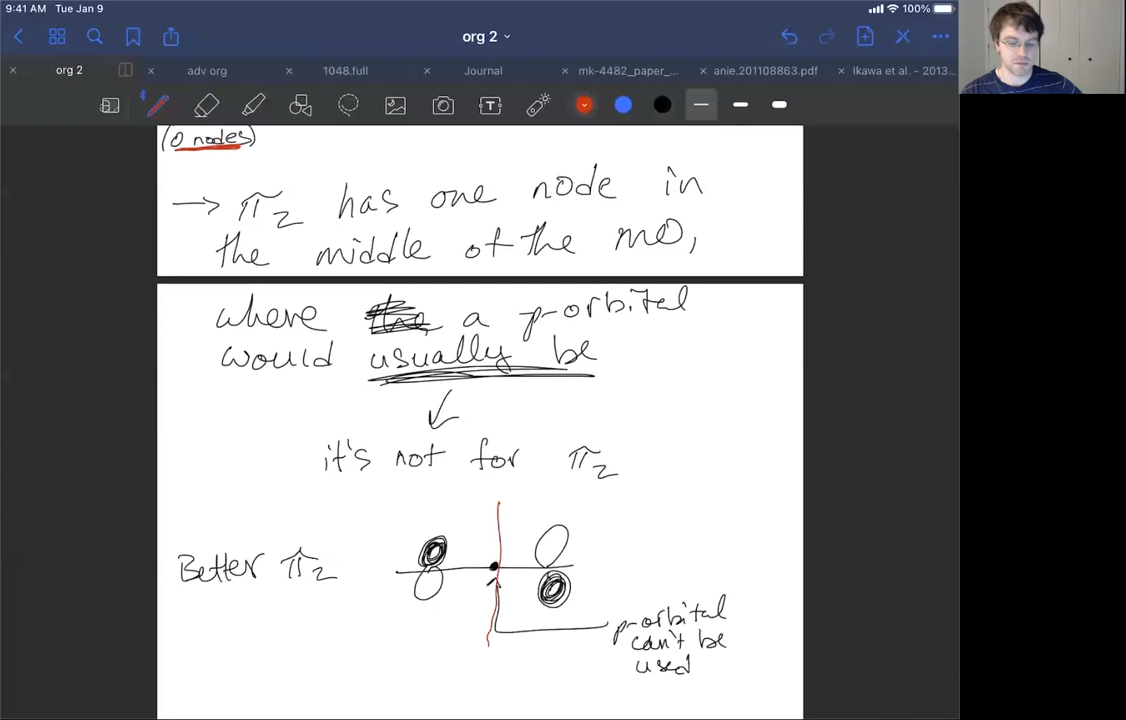 9:41 AM Tue Jan 9
100%
org 2
org 2
adv org
1048.full
Journal
mk-4482_paper_...
anie.201108863.pdf
Ikawa et al. - 2013...
T
(0 nodes)
→ π2 has one node in
the middle of the MO,
where a p-orbital
would usually be
it's not for π2
Better π2
p-orbital
can't be
used